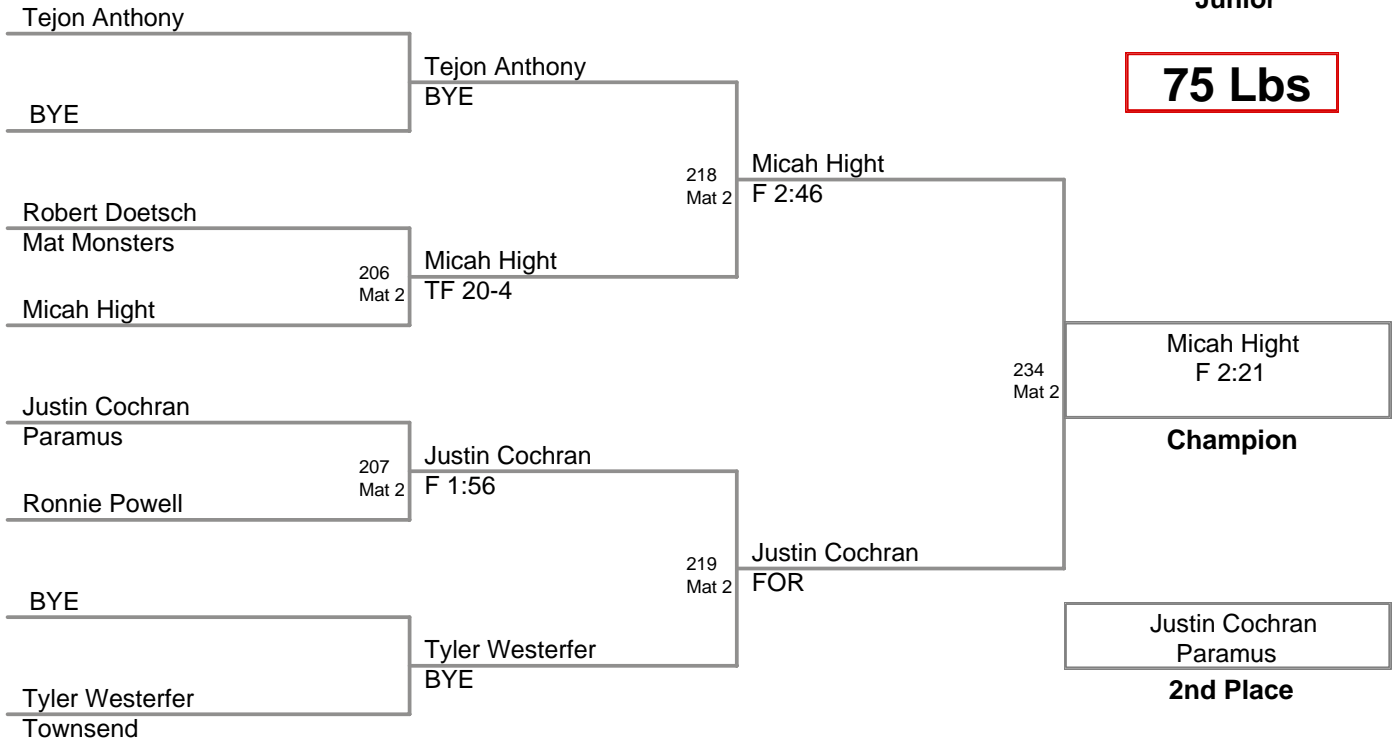 Junior
75 Lbs
Tejon Anthony
BYE
Robert Doetsch
Mat Monsters
Micah Hight
Justin Cochran
Paramus
Ronnie Powell
BYE
Tyler Westerfer
Townsend
206
Mat 2
207
Mat 2
Tejon Anthony
BYE
Micah Hight
TF 20-4
Justin Cochran
F 1:56
Tyler Westerfer
BYE
218
Mat 2
219
Mat 2
Micah Hight
F 2:46
Justin Cochran
FOR
234
Mat 2
Micah Hight
F 2:21
Champion
Justin Cochran
Paramus
2nd Place